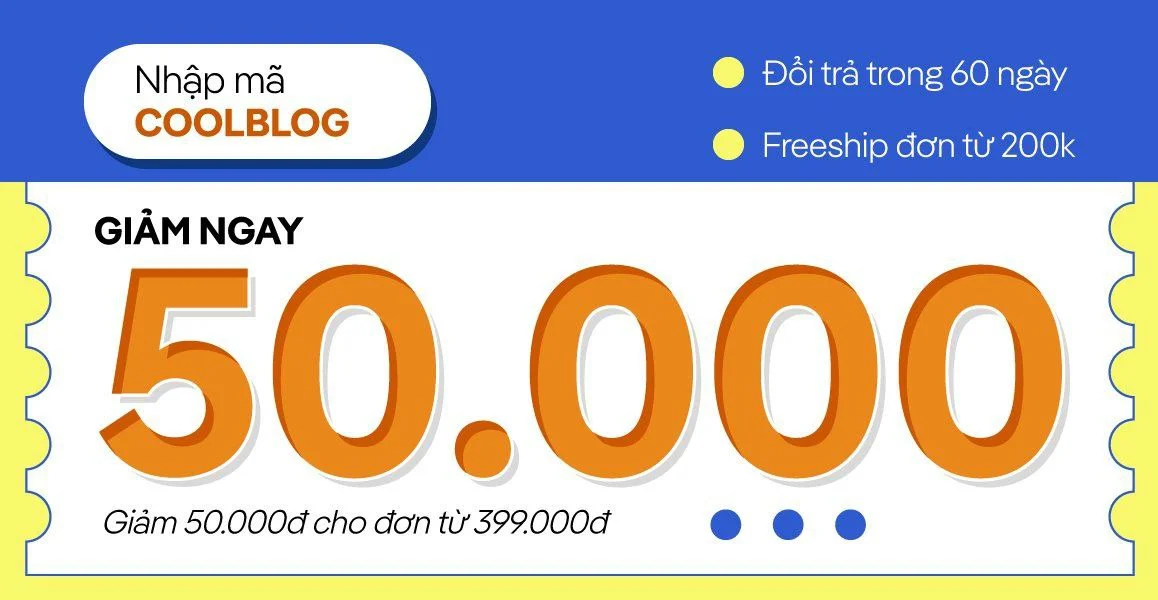 Nhập mã
COOLBLOG
Đổi trả trong 60 ngày
Freeship đơn từ 200k
GIẢM NGAY
50.000
Giảm 50.000đ cho đơn từ 399.000đ